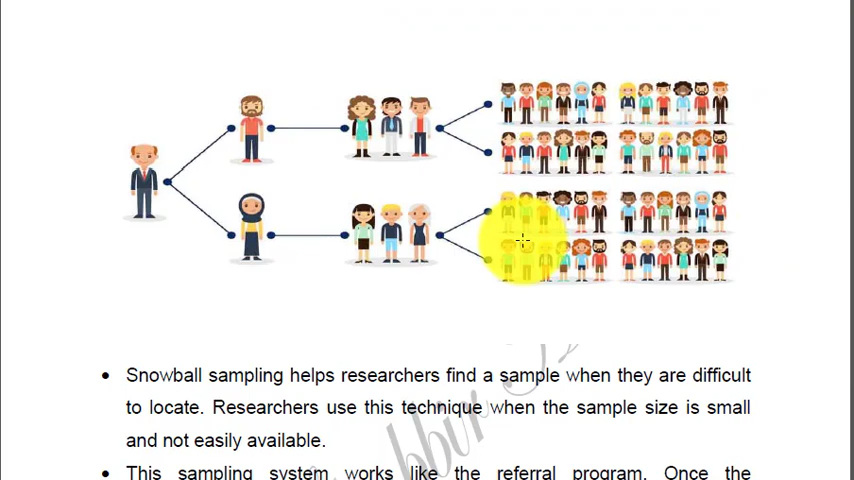 Snowball sampling helps researchers find a sample when they are difficult
to locate. Researchers use this technique when the sample size is small
and not easily available.
This sampling system works like the referral program. Once the